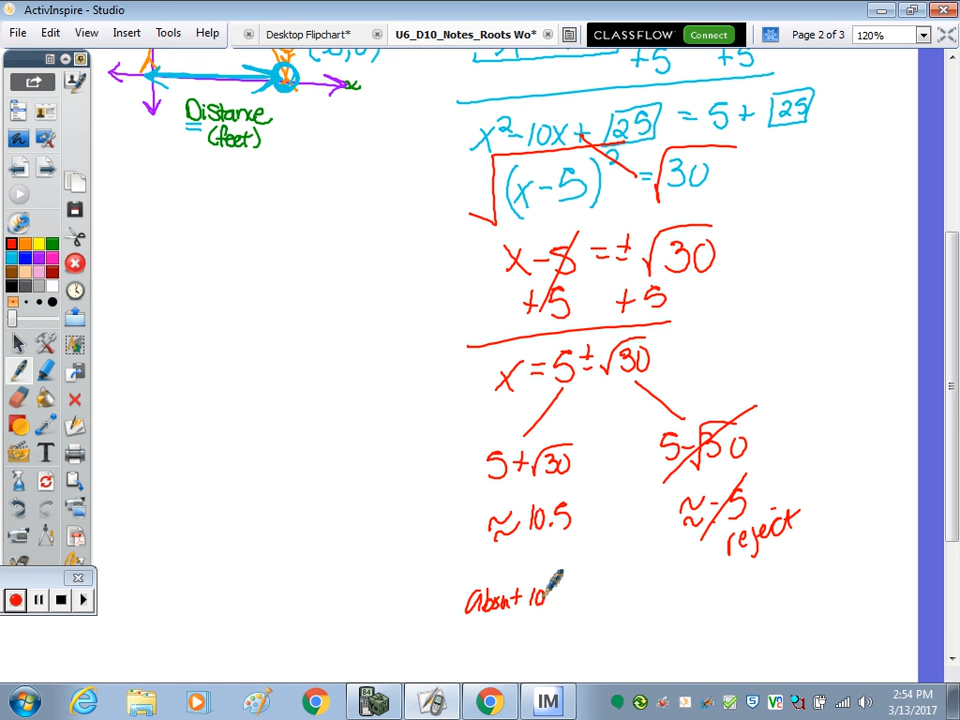 ActivInspire - Studio
File Edit View Insert Tools Help
Desktop Flipchart* U6_D10_Notes_Roots Wo* CLASSFLOW Connect Page 2 of 3 120%
x
+5 +5
Distance
(feet)
x² - 10x + 25 = 5 + 25
√(x - 5)² = √30
x - 5 = ± √30
+5 +5
x = 5 ± √30
5 + √30 5 - √30
≈ 10.5 ≈ -.5
reject
about 10
2:54 PM
3/13/2017